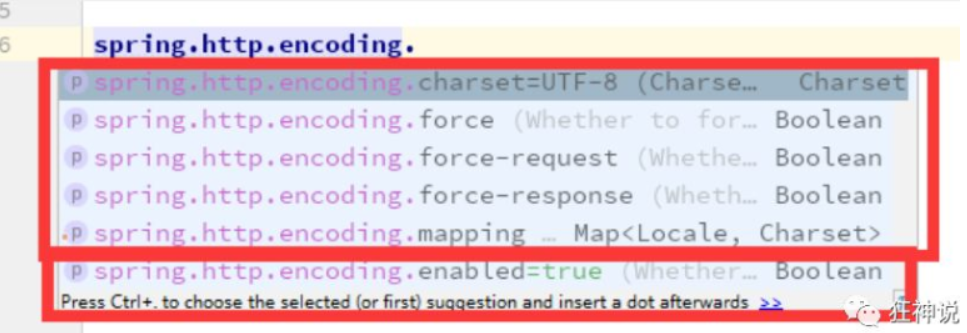 5
6
spring.http.encoding.
p spring.http.encoding.charset=UTF-8 (Charse… Charset
p spring.http.encoding.force (Whether to for… Boolean
p spring.http.encoding.force-request (Whethe… Boolean
p spring.http.encoding.force-response (Wheth… Boolean
p spring.http.encoding.mapping … Map<Locale, Charset>
p spring.http.encoding.enabled=true (Whether… Boolean
Press Ctrl+. to choose the selected (or first) suggestion and insert a dot afterwards >>
狂神说